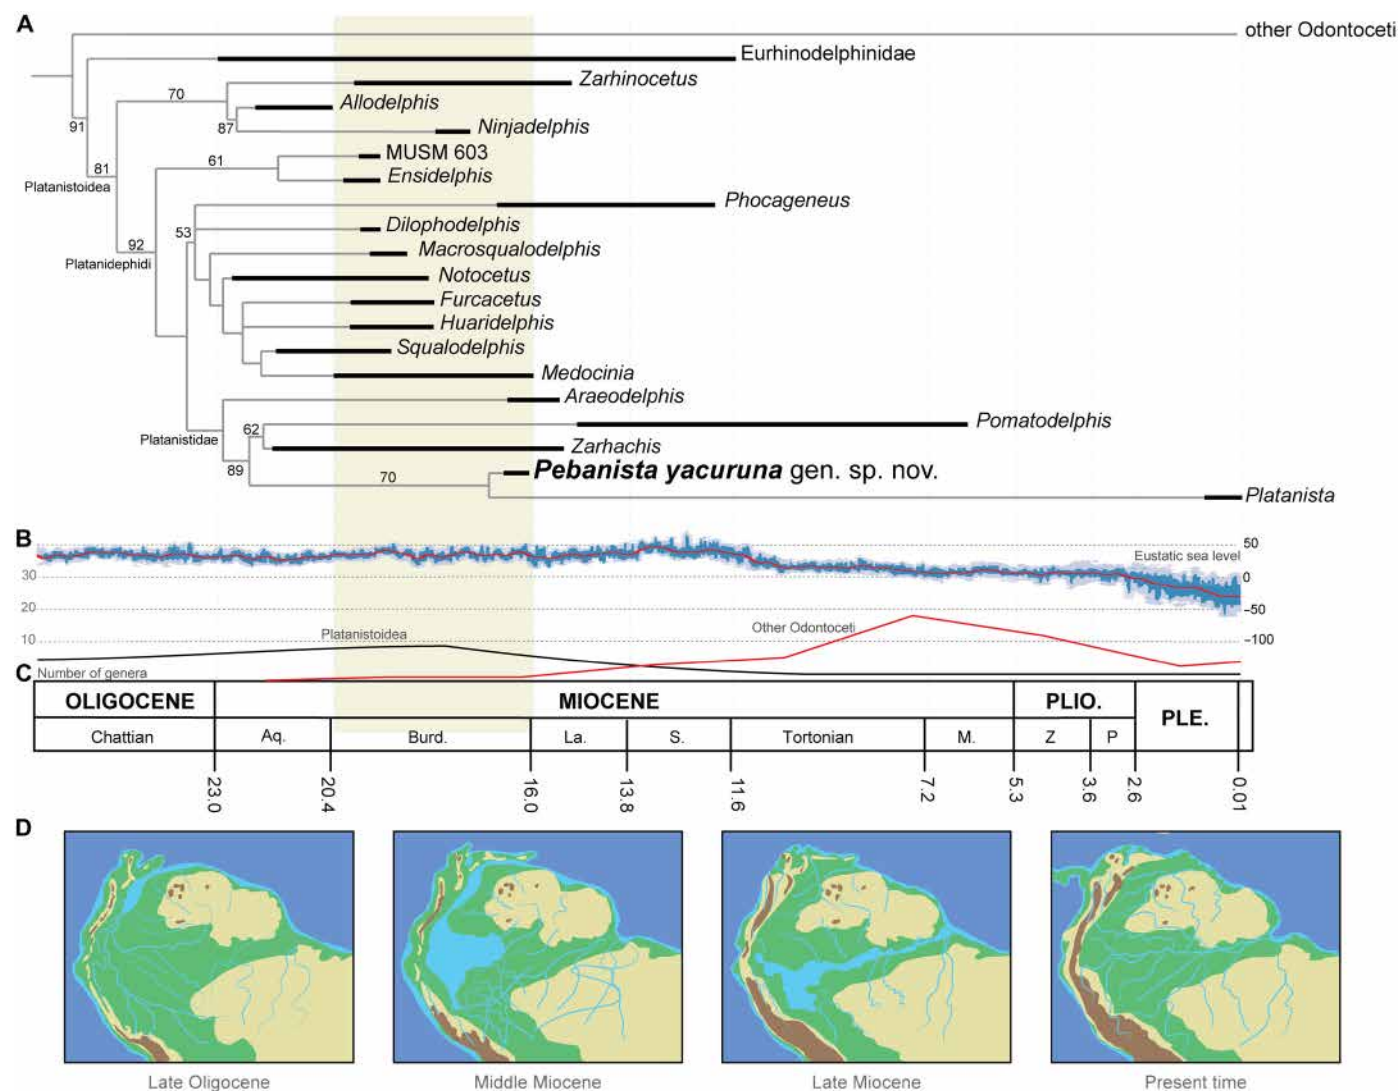 A
other Odontoceti
Eurhinodelphinidae
Zarhinocetus
70
Allodelphis
91
87
Ninjadelphis
MUSM 603
81
61
Ensidelphis
Platanistoidea
Phocageneus
Dilophodelphis
53
92
Macrosqualodelphis
Platanidephidi
Notocetus
Furcacetus
Huaridelphis
Squalodelphis
Medocinia
Araeodelphis
Pomatodelphis
62
Platanistidae
Zarhachis
89
Pebanista yacuruna gen. sp. nov.
70
Platanista
B
50
Eustatic sea level
30
0
20
−50
Other Odontoceti
Platanistoidea
10
−100
Number of genera
C
OLIGOCENE MIOCENE PLIO. PLE.
Chattian Aq. Burd. La. S. Tortonian M. Z P
23.0 20.4 16.0 13.8 11.6 7.2 5.3 3.6 2.6 0.01
D
Late Oligocene Middle Miocene Late Miocene Present time